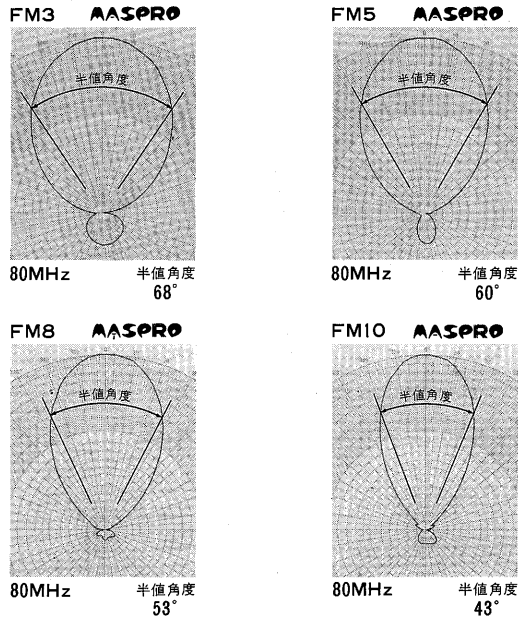 FM3 MASPRO
半値角度
80MHz 半値角度
68°
FM5 MASPRO
半値角度
80MHz 半値角度
60°
FM8 MASPRO
半値角度
80MHz 半値角度
53°
FM10 MASPRO
半値角度
80MHz 半値角度
43°